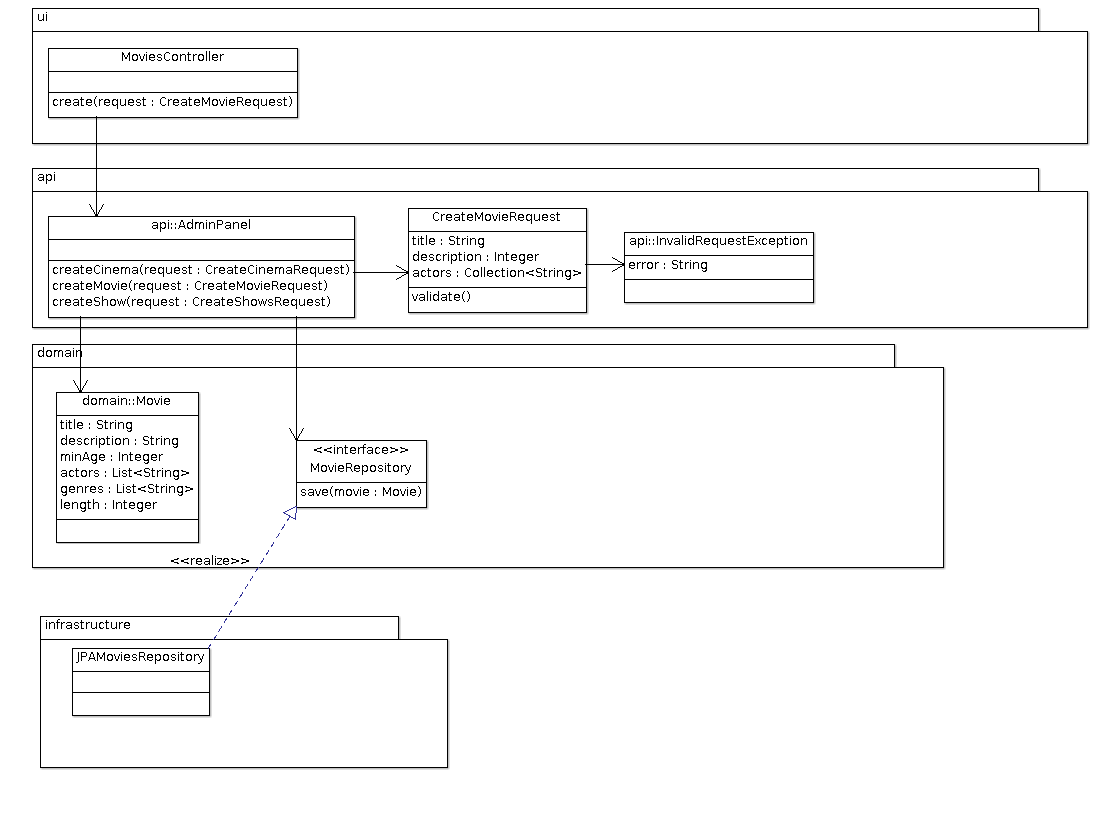 ui
MoviesController
create(request : CreateMovieRequest)
api
api::AdminPanel
createCinema(request : CreateCinemaRequest)
createMovie(request : CreateMovieRequest)
createShow(request : CreateShowsRequest)
CreateMovieRequest
title : String
description : Integer
actors : Collection<String>
validate()
api::InvalidRequestException
error : String
domain
domain::Movie
title : String
description : String
minAge : Integer
actors : List<String>
genres : List<String>
length : Integer
<<interface>>
MovieRepository
save(movie : Movie)
<<realize>>
infrastructure
JPAMoviesRepository